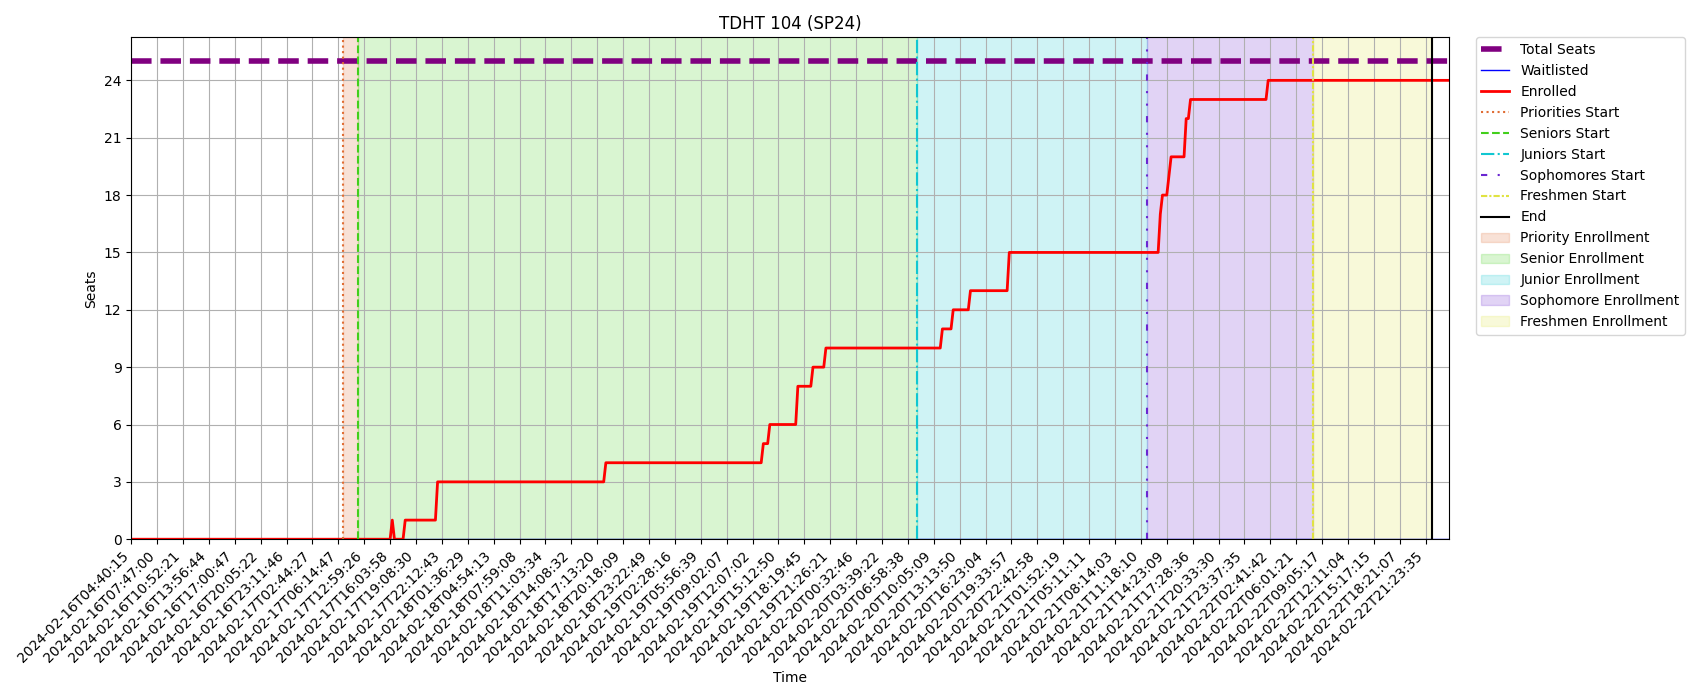 TDHT 104 (SP24)
Seats
24
21
18
15
12
9
6
3
0
2024-02-16T04:40:15
2024-02-16T07:47:00
2024-02-16T10:52:21
2024-02-16T13:56:44
2024-02-16T17:00:47
2024-02-16T20:05:22
2024-02-16T23:11:46
2024-02-17T02:44:27
2024-02-17T06:14:47
2024-02-17T12:59:26
2024-02-17T16:03:58
2024-02-17T19:08:30
2024-02-17T22:12:43
2024-02-18T01:36:29
2024-02-18T04:54:13
2024-02-18T07:59:08
2024-02-18T11:03:34
2024-02-18T14:08:32
2024-02-18T17:13:20
2024-02-18T20:18:09
2024-02-18T23:22:49
2024-02-19T02:28:16
2024-02-19T05:56:39
2024-02-19T09:02:07
2024-02-19T12:07:02
2024-02-19T15:12:50
2024-02-19T18:19:45
2024-02-19T21:26:21
2024-02-20T00:32:46
2024-02-20T03:39:22
2024-02-20T06:58:38
2024-02-20T10:05:09
2024-02-20T13:13:50
2024-02-20T16:23:04
2024-02-20T19:33:57
2024-02-20T22:42:58
2024-02-21T01:52:19
2024-02-21T05:11:11
2024-02-21T08:14:03
2024-02-21T11:18:10
2024-02-21T14:23:09
2024-02-21T17:28:36
2024-02-21T20:33:30
2024-02-21T23:37:35
2024-02-22T02:41:42
2024-02-22T06:01:21
2024-02-22T09:05:17
2024-02-22T12:11:04
2024-02-22T15:17:15
2024-02-22T18:21:07
2024-02-22T21:23:35
Time
Total Seats
Waitlisted
Enrolled
Priorities Start
Seniors Start
Juniors Start
Sophomores Start
Freshmen Start
End
Priority Enrollment
Senior Enrollment
Junior Enrollment
Sophomore Enrollment
Freshmen Enrollment